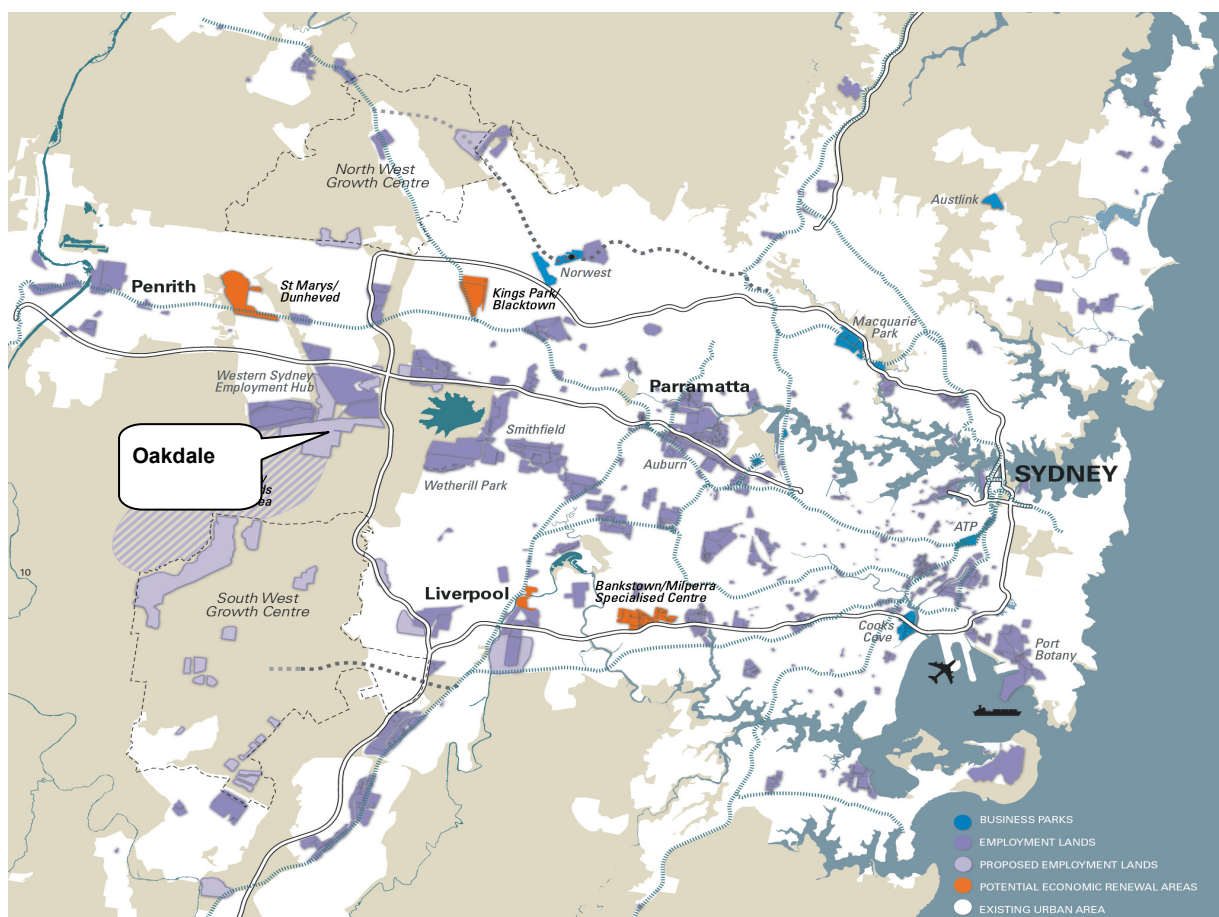 North West
Growth Centre
Austlink
Norwest
Penrith
St Marys/
Dunheved
Kings Park/
Blacktown
Macquarie
Park
Western Sydney
Employment Hub
Parramatta
Oakdale
Smithfield
Wetherill Park
Auburn
SYDNEY
ATP
10
South West
Growth Centre
Liverpool
Bankstown/Milperra
Specialised Centre
Cooks
Cove
Port
Botany
BUSINESS PARKS
EMPLOYMENT LANDS
PROPOSED EMPLOYMENT LANDS
POTENTIAL ECONOMIC RENEWAL AREAS
EXISTING URBAN AREA